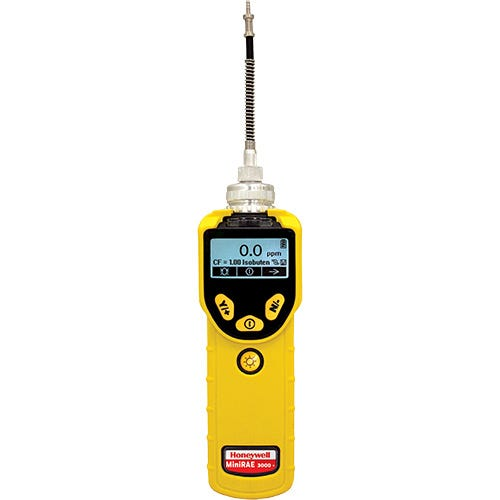 0.0 ppm
CF = 1.00 Isobuten
Y/+
N/-
Honeywell
MiniRAE 3000 +